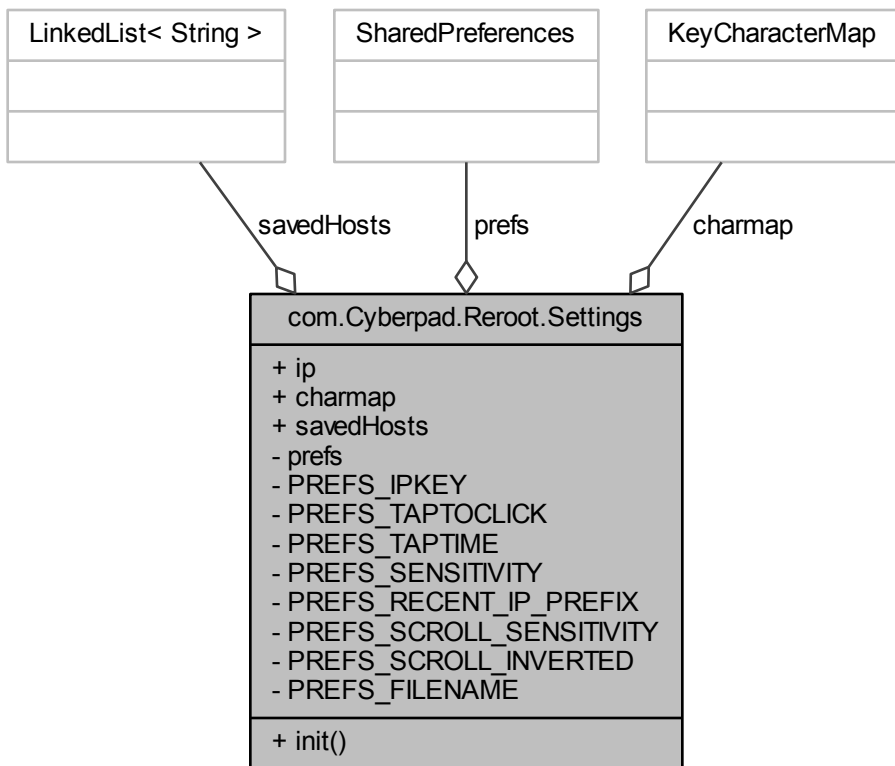 LinkedList< String >
SharedPreferences
KeyCharacterMap
savedHosts
prefs
charmap
com.Cyberpad.Reroot.Settings
+ ip
+ charmap
+ savedHosts
- prefs
- PREFS_IPKEY
- PREFS_TAPTOCLICK
- PREFS_TAPTIME
- PREFS_SENSITIVITY
- PREFS_RECENT_IP_PREFIX
- PREFS_SCROLL_SENSITIVITY
- PREFS_SCROLL_INVERTED
- PREFS_FILENAME
+ init()